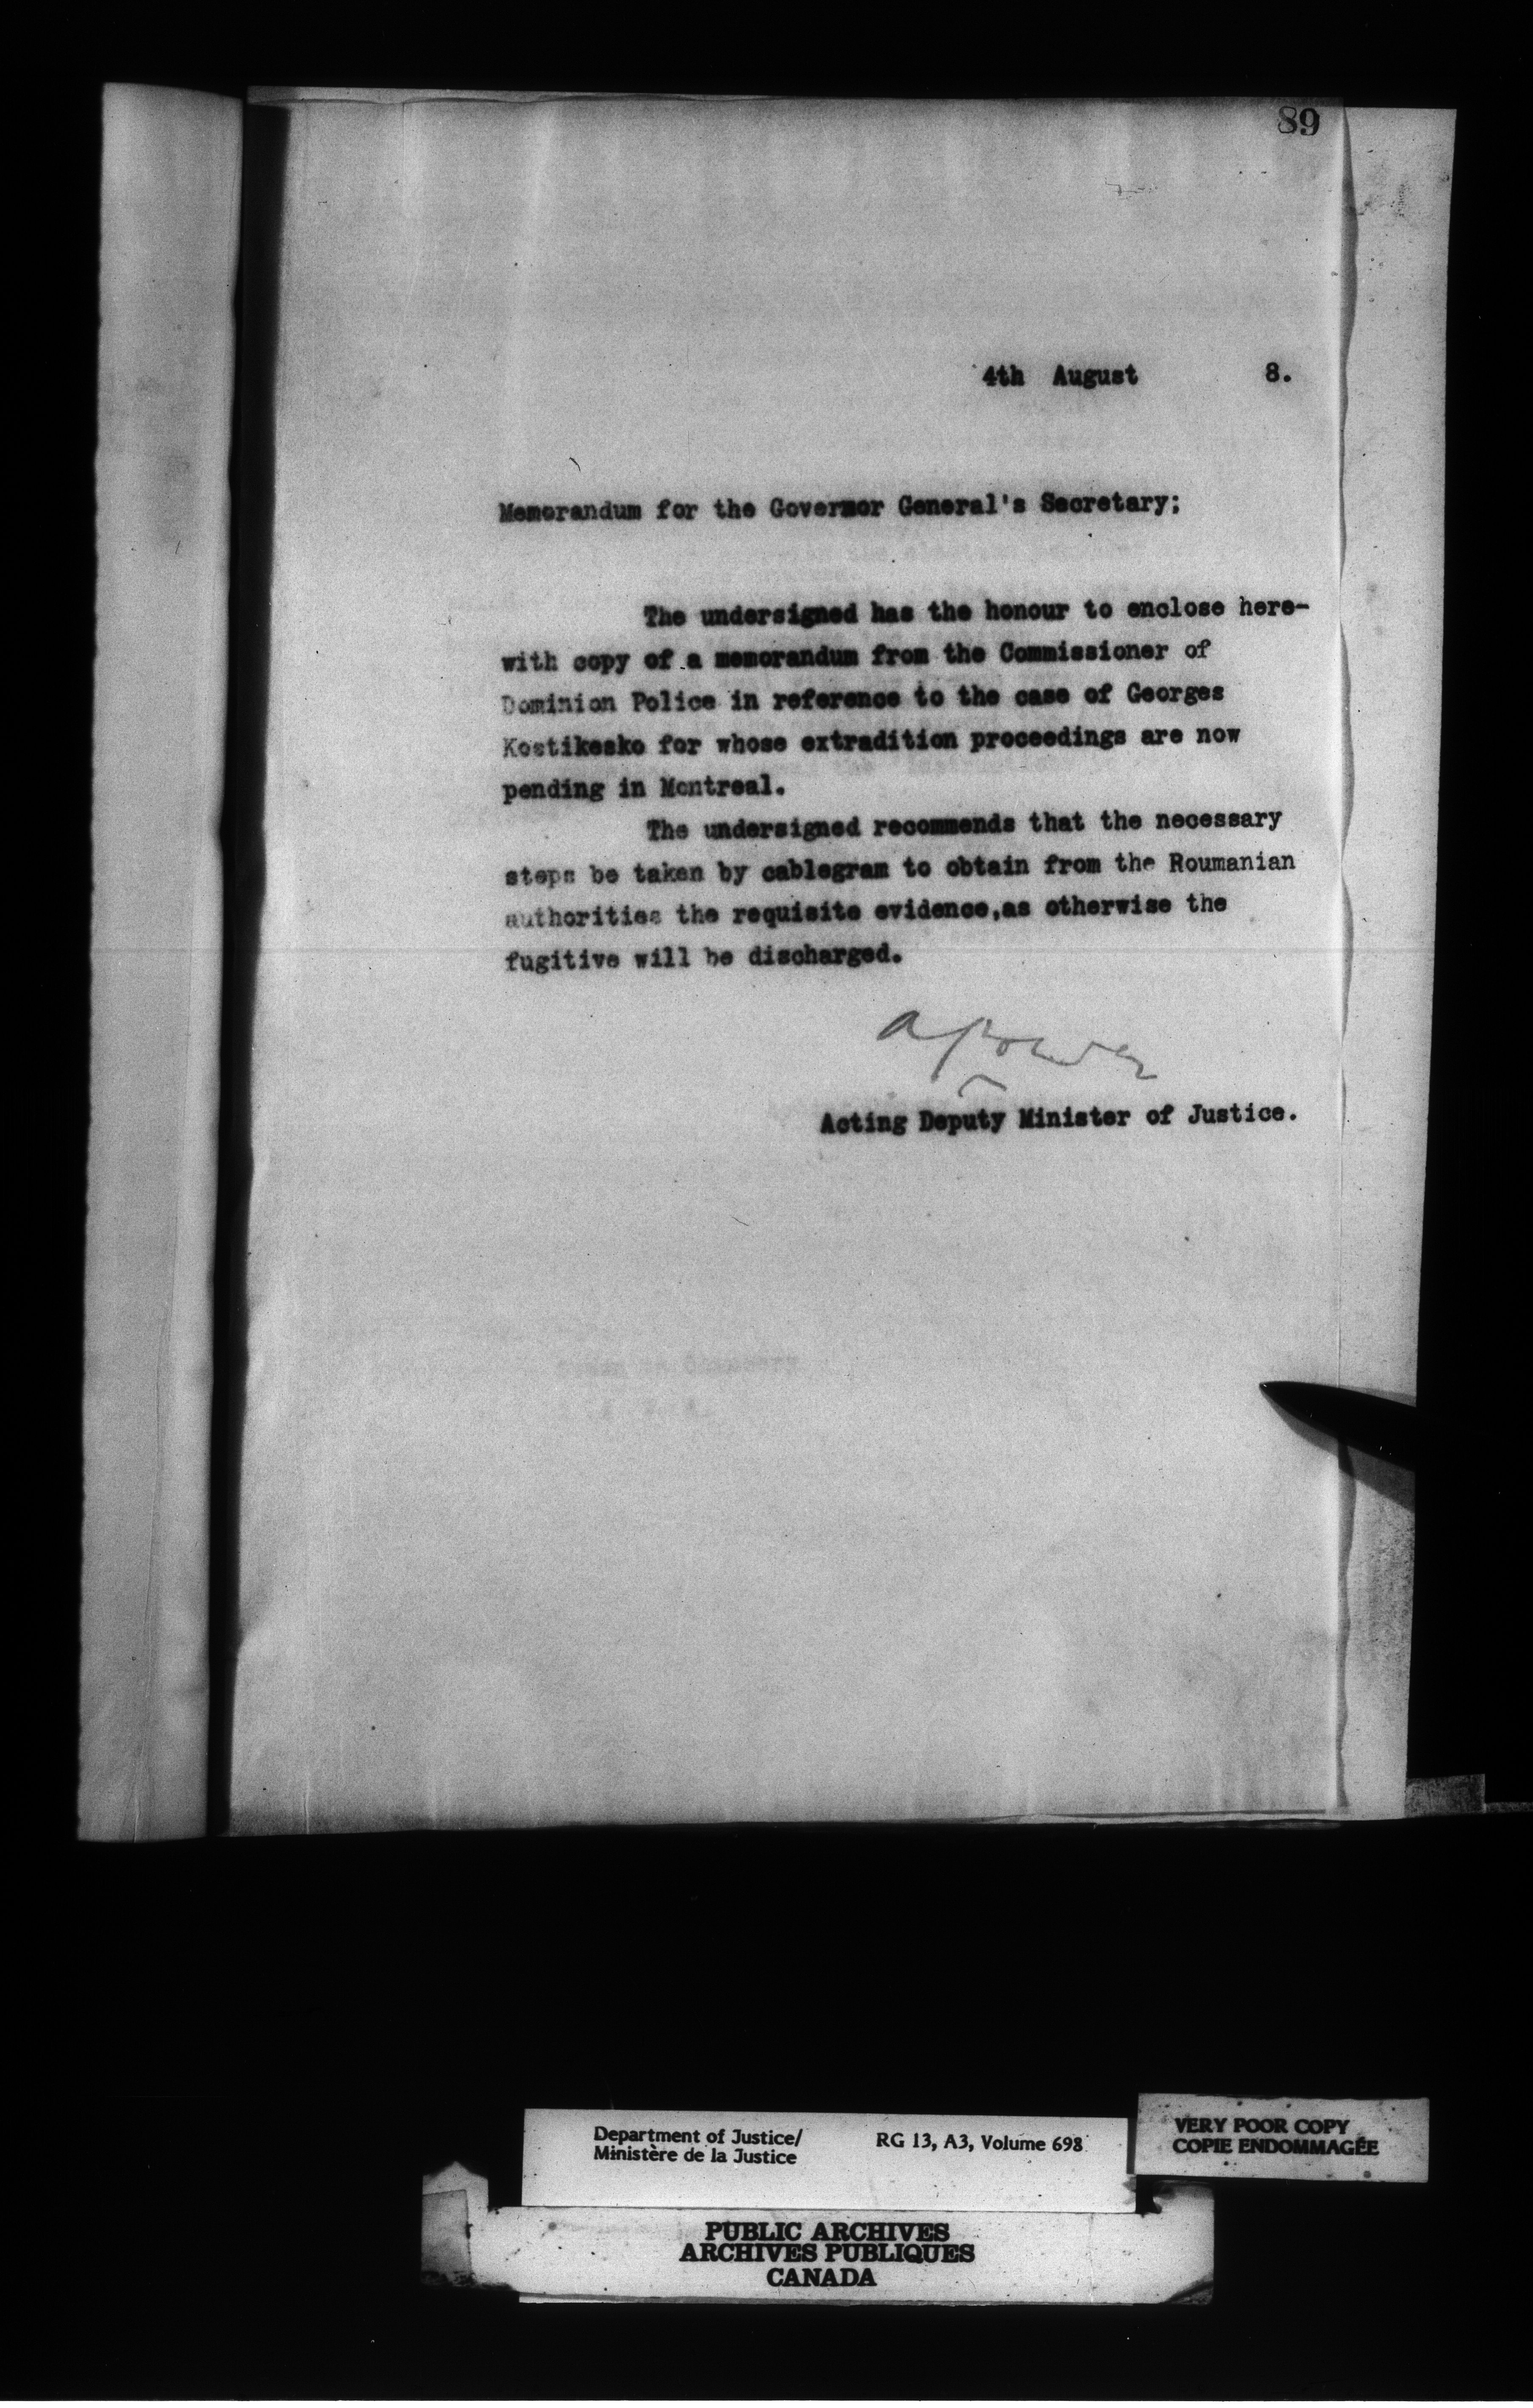 89
4th August 8.
Memorandum for the Governor General's Secretary;
The undersigned has the honour to enclose here-
with copy of a memorandum from the Commissioner of
Dominion Police in reference to the case of Georges
Kostikesko for whose extradition proceedings are now
pending in Montreal.
The undersigned recommends that the necessary
steps be taken by cablegram to obtain from the Roumanian
authorities the requisite evidence,as otherwise the
fugitive will be discharged.
A Power
Acting Deputy Minister of Justice.
Department of Justice/
Ministère de la Justice
RG 13, A3, Volume 698
VERY POOR COPY
COPIE ENDOMMAGÉE
PUBLIC ARCHIVES
ARCHIVES PUBLIQUES
CANADA